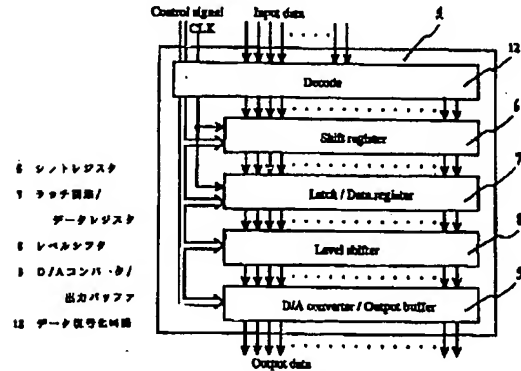 Control signal Input data
CLK
4
Decode
12
Shift register
6
Latch / Data register
7
Level shifter
8
D/A converter / Output buffer
9
Output data
6 シフトレジスタ
7 ラッチ回路/
データレジスタ
8 レベルシフタ
9 D/Aコンバータ/
出力バッファ
12 データ復号化回路